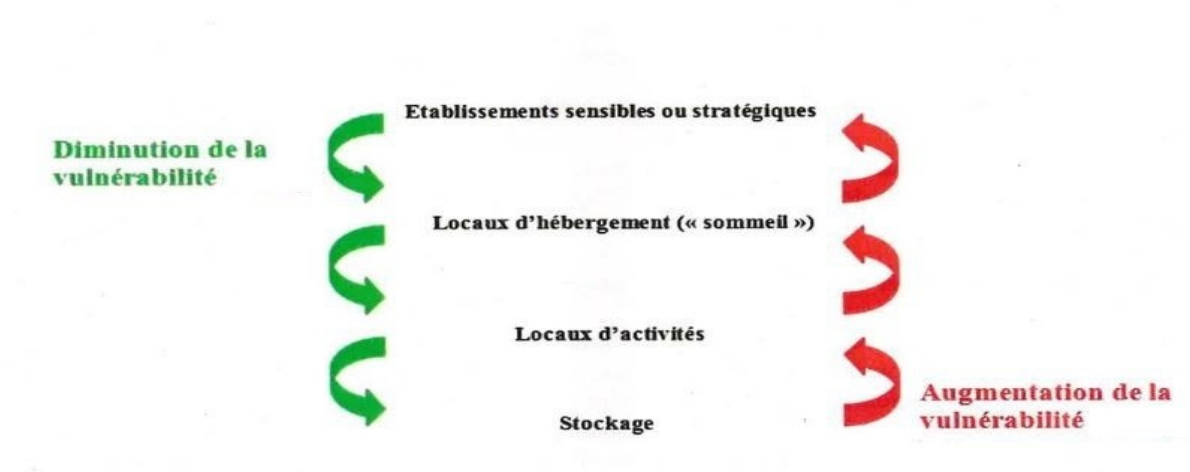 Etablissements sensibles ou stratégiques
Diminution de la
vulnérabilité
Locaux d'hébergement (« sommeil »)
Locaux d'activités
Stockage
Augmentation de la
vulnérabilité